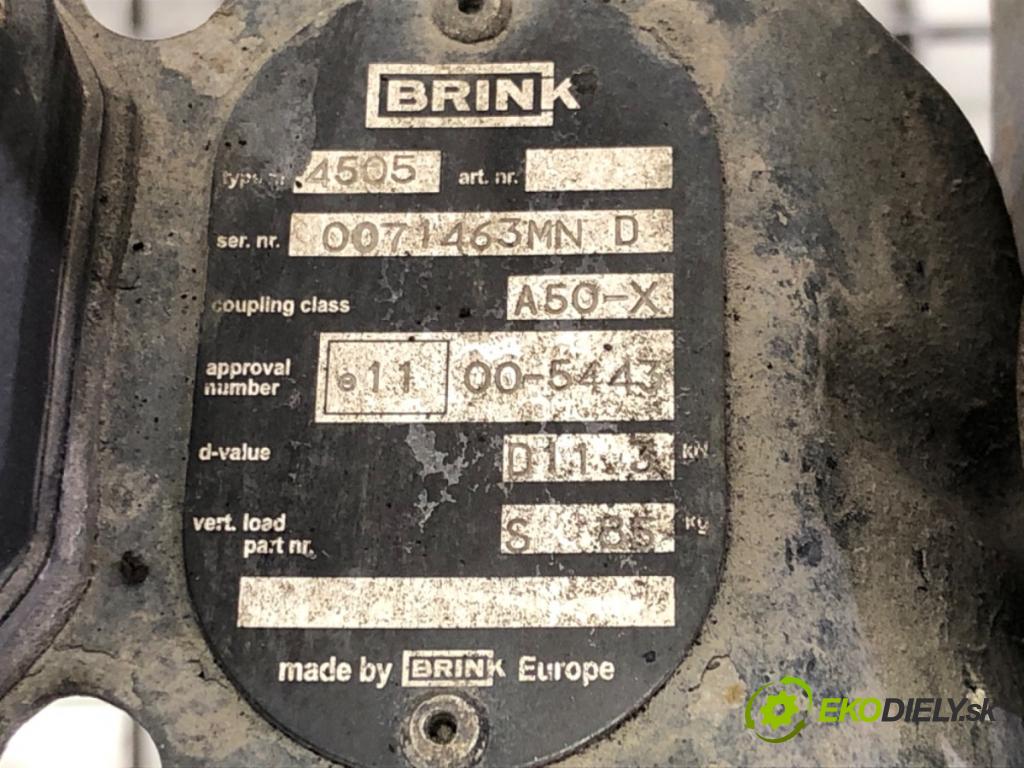 BRINK
type nr. 4505 art. nr.
ser. nr. 0071463MN D
coupling class A50-X
approval number e11 00-5443
d-value D11.3 kN
vert. load S 85 Kg
part nr.
made by BRINK Europe
EKODIELY.sk